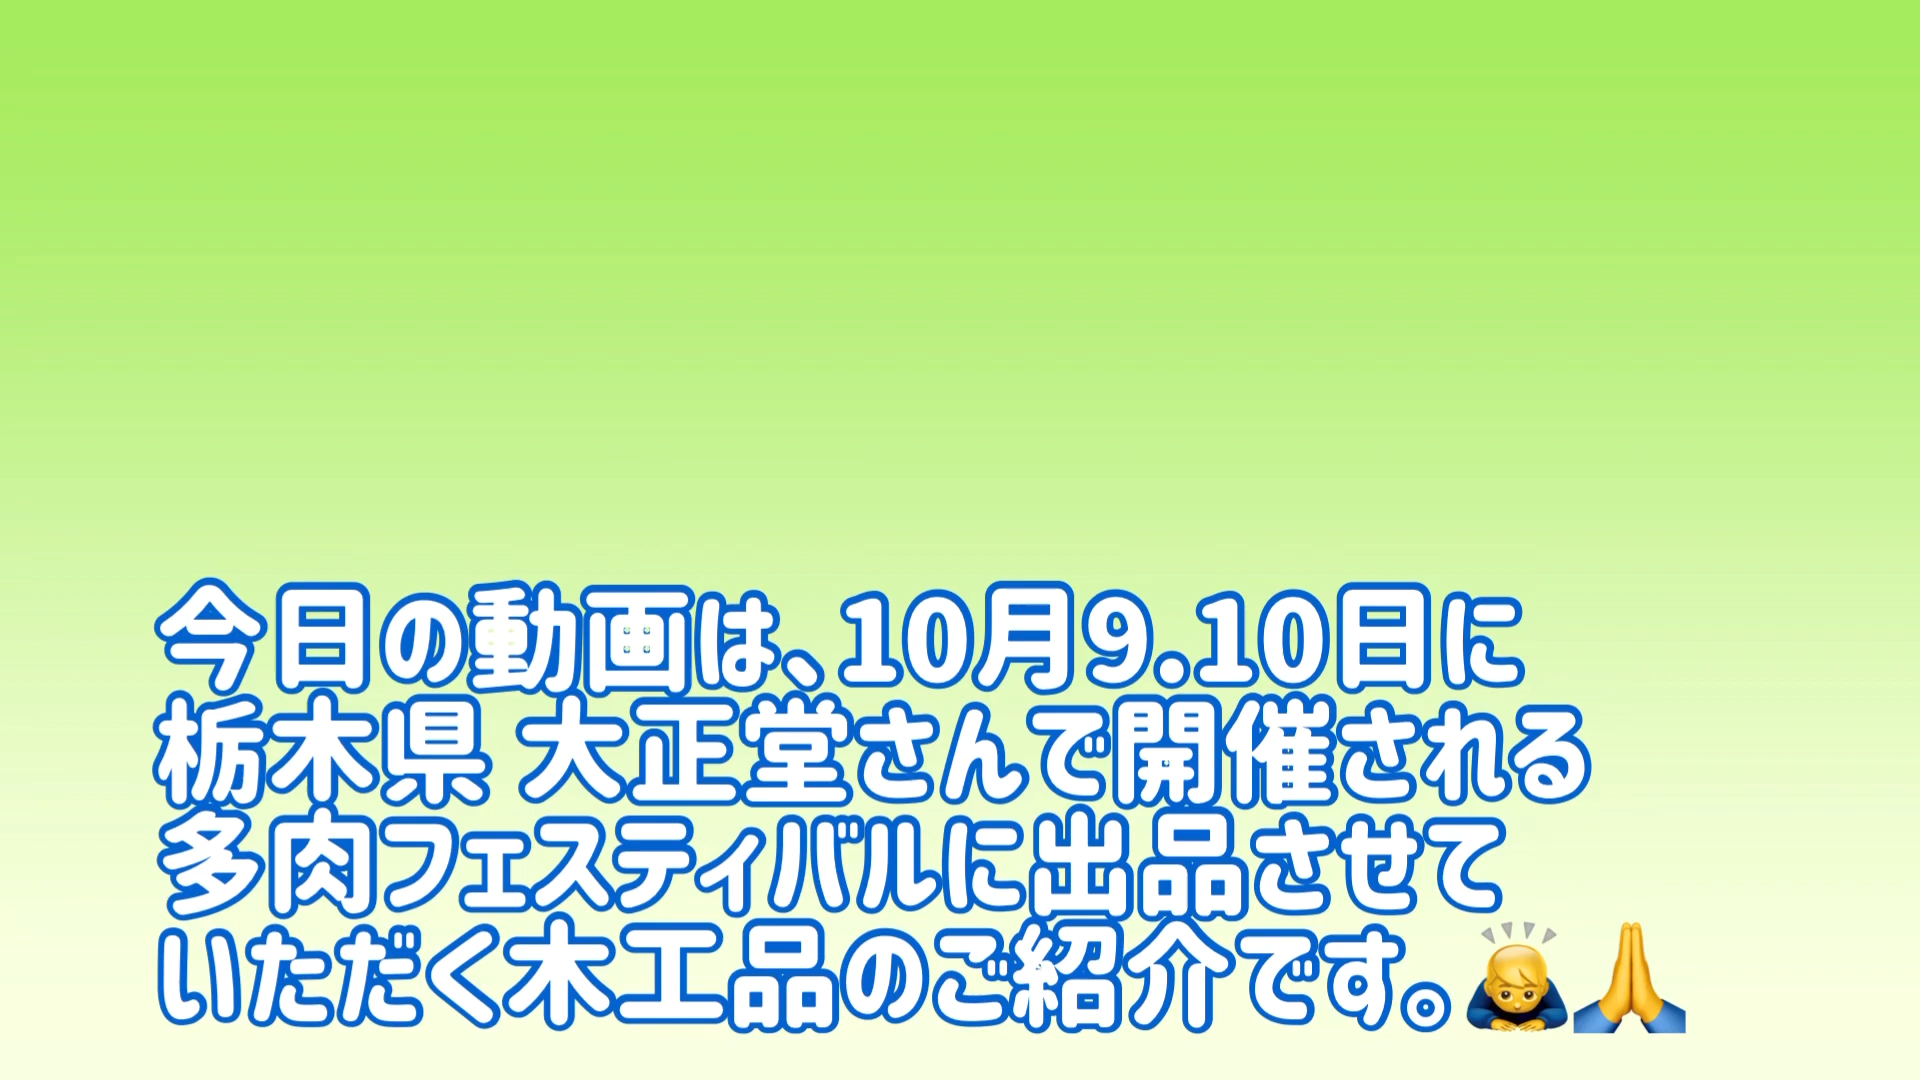 今日の動画は、10月9.10日に
栃木県 大正堂さんで開催される
多肉フェスティバルに出品させて
いただく木工品のご紹介です。🙇🙏